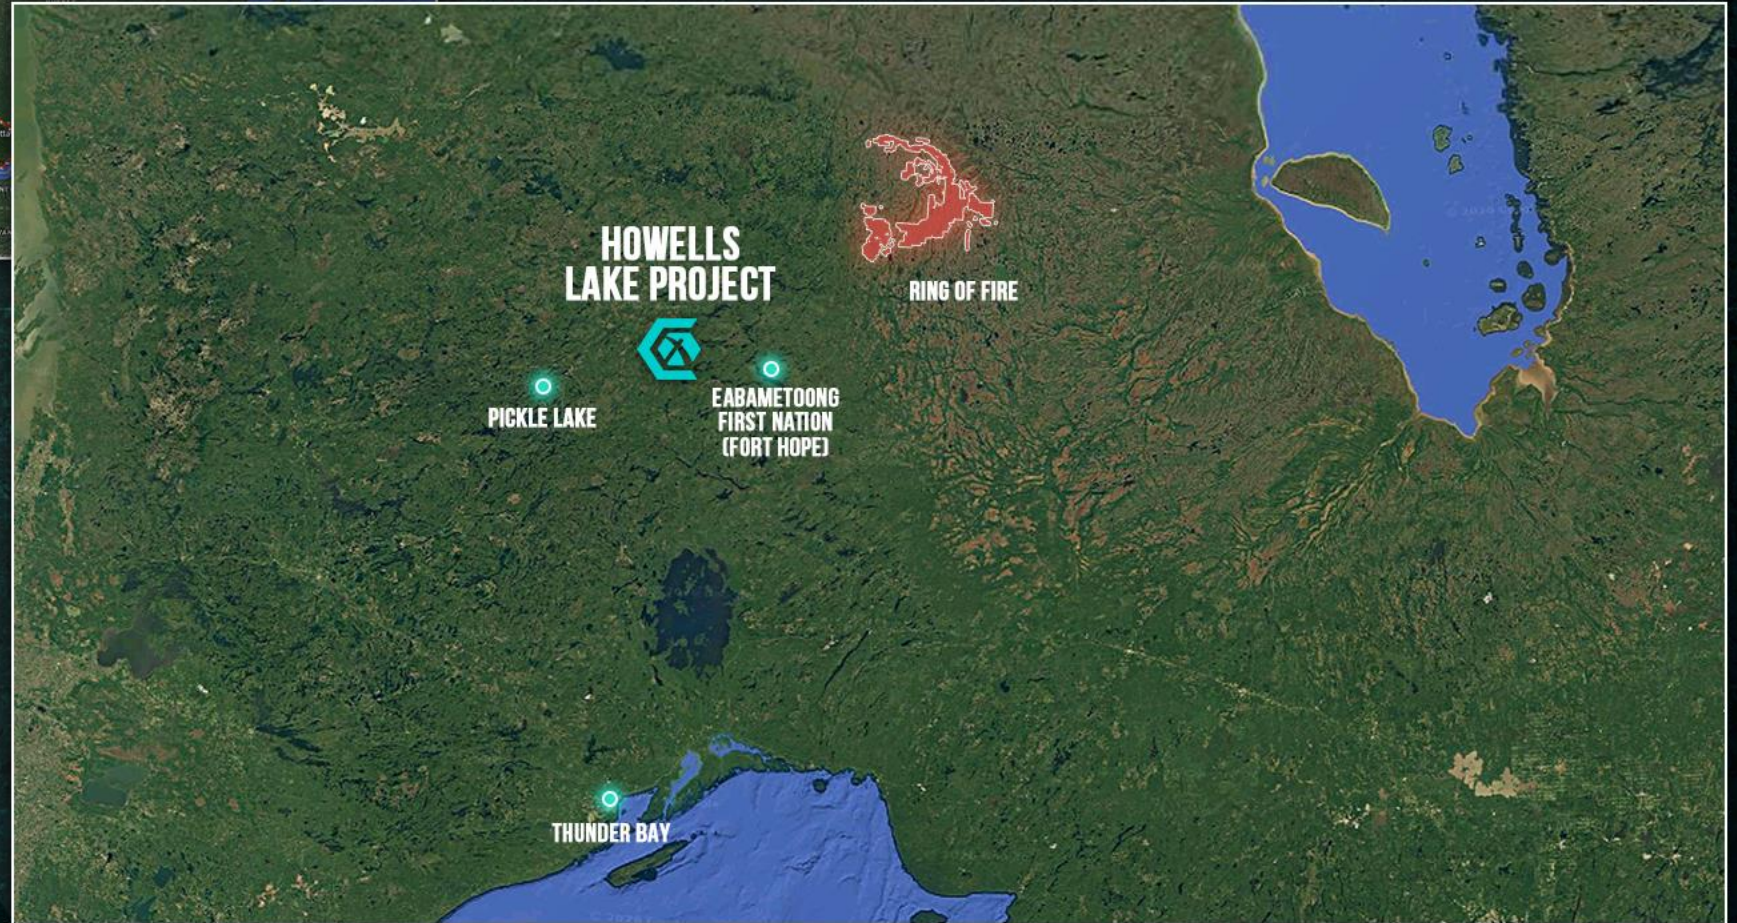 HOWELLS
LAKE PROJECT
RING OF FIRE
PICKLE LAKE
EABAMETOONG
FIRST NATION
(FORT HOPE)
THUNDER BAY